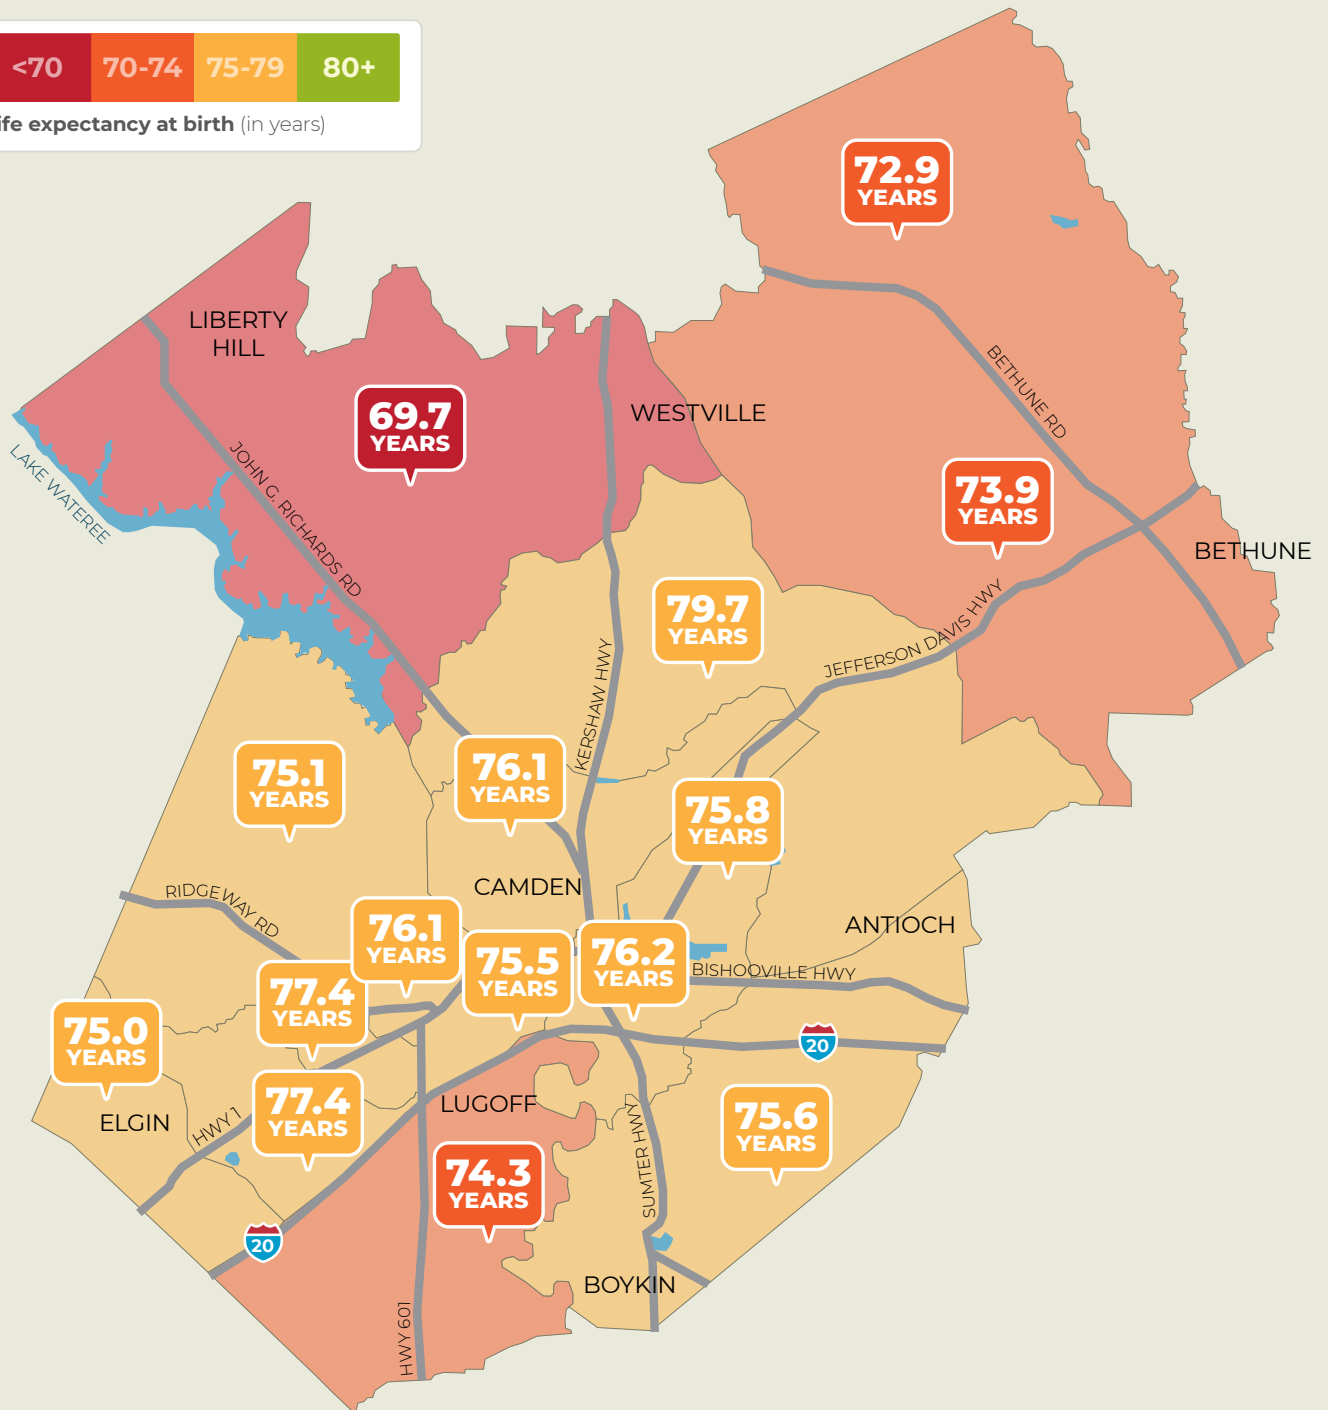 <70 70-74 75-79 80+
ife expectancy at birth (in years)
72.9
YEARS
LIBERTY
HILL
69.7
YEARS
WESTVILLE
BETHUNE RD
LAKE WATEREE
JOHN G. RICHARDS RD
73.9
YEARS
BETHUNE
79.7
YEARS
JEFFERSON DAVIS HWY
KERSHAW HWY
75.1
YEARS
76.1
YEARS
75.8
YEARS
RIDGEWAY RD
CAMDEN
ANTIOCH
76.1
YEARS
75.5
YEARS
76.2
YEARS
BISHOOVILLE HWY
77.4
YEARS
75.0
YEARS
20
ELGIN
HWY 1
77.4
YEARS
LUGOFF
75.6
YEARS
SUMTER HWY
74.3
YEARS
20
BOYKIN
HWY 601